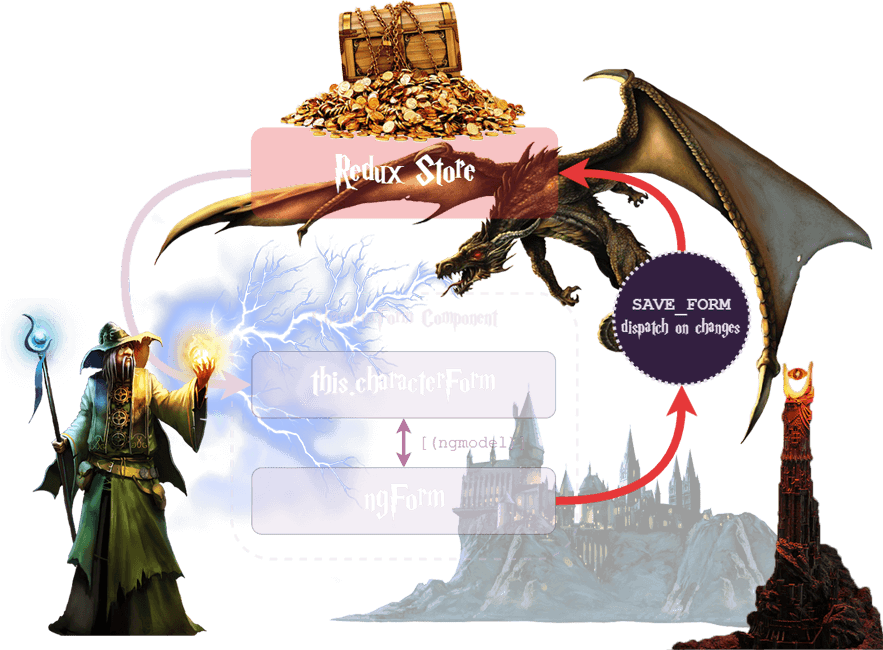 Redux Store
SAVE_FORM
dispatch on changes
Form Component
this.characterForm
[(ngmodel)]
ngForm